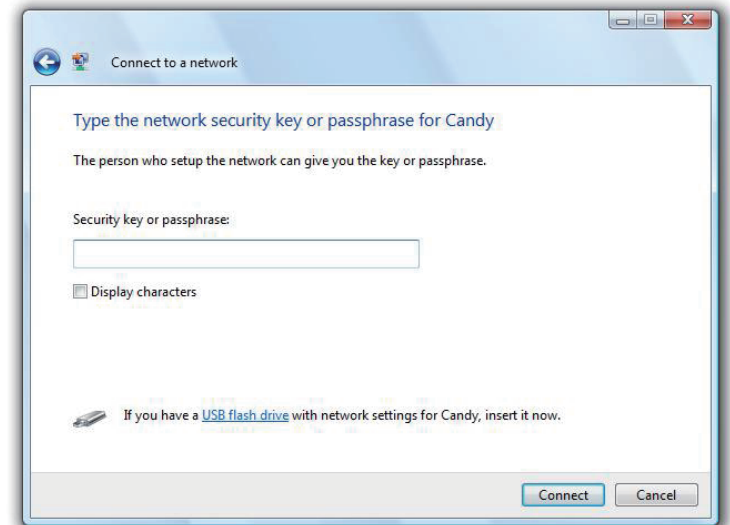 Connect to a network
Type the network security key or passphrase for Candy
The person who setup the network can give you the key or passphrase.
Security key or passphrase:
Display characters
If you have a USB flash drive with network settings for Candy, insert it now.
Connect
Cancel